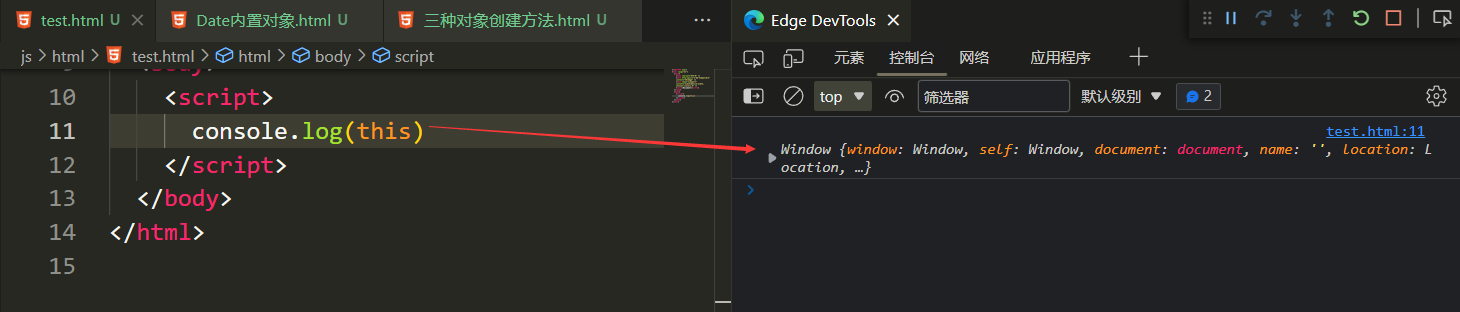 test.html U
Date内置对象.html U
三种对象创建方法.html U
Edge DevTools
js > html > test.html > html > body > script
元素 控制台 网络 应用程序
top
筛选器
默认级别
2
10 <script>
11 console.log(this)
12 </script>
13 </body>
14 </html>
15
test.html:11
Window {window: Window, self: Window, document: document, name: '', location: L
ocation, …}